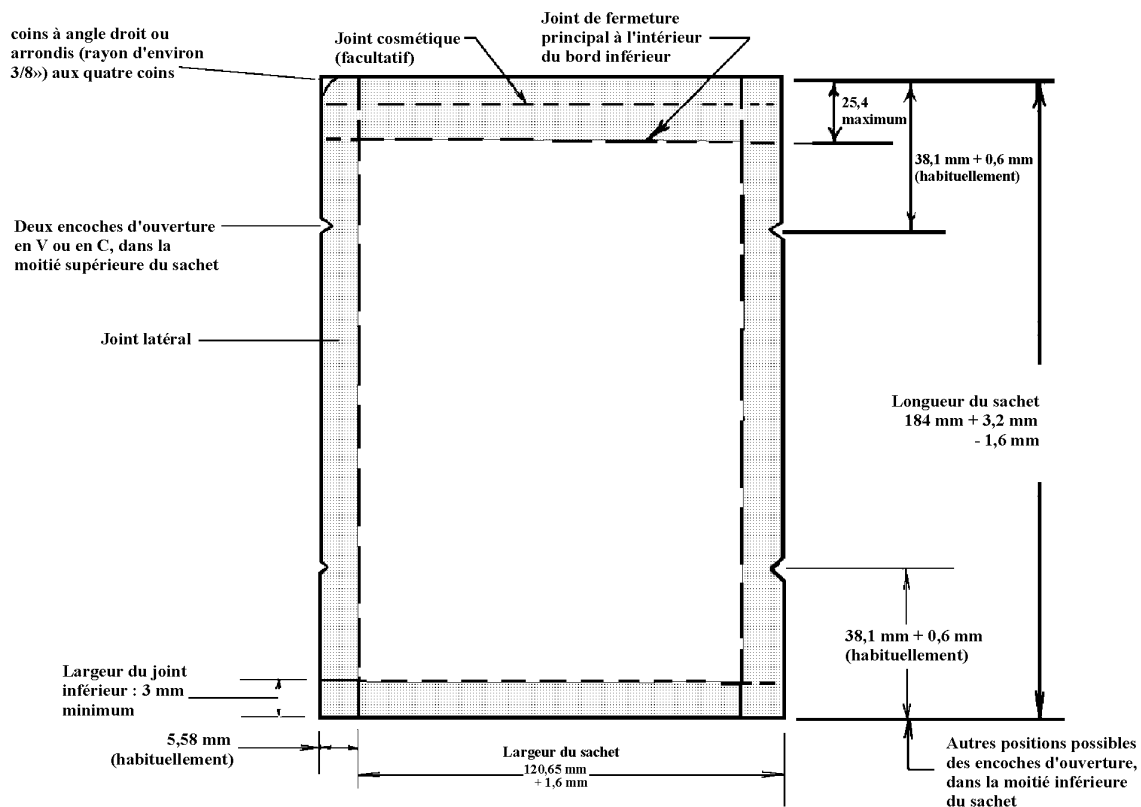 coins à angle droit ou
arrondis (rayon d'environ
3/8») aux quatre coins
Joint cosmétique
(facultatif)
Joint de fermeture
principal à l'intérieur
du bord inférieur
25,4
maximum
38,1 mm + 0,6 mm
(habituellement)
Deux encoches d'ouverture
en V ou en C, dans la
moitié supérieure du sachet
Joint latéral
Longueur du sachet
184 mm + 3,2 mm
- 1,6 mm
38,1 mm + 0,6 mm
(habituellement)
Largeur du joint
inférieur : 3 mm
minimum
5,58 mm
(habituellement)
Largeur du sachet
120,65 mm
+ 1,6 mm
Autres positions possibles
des encoches d'ouverture,
dans la moitié inférieure
du sachet